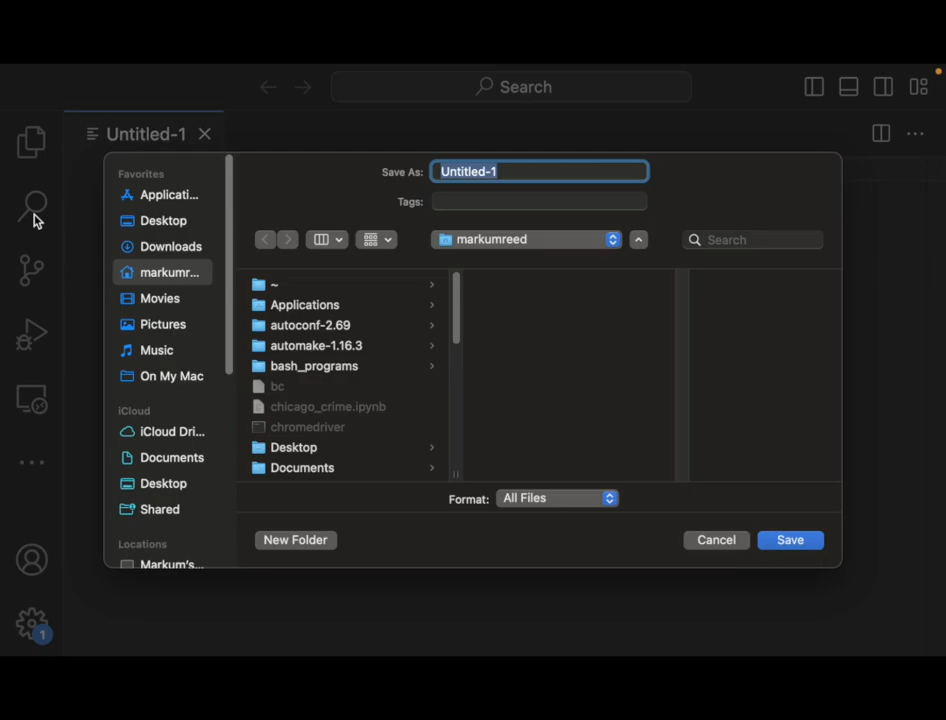 Search
Untitled-1
Favorites
Applicati...
Desktop
Downloads
markumr...
Movies
Pictures
Music
On My Mac
iCloud
iCloud Dri...
Documents
Desktop
Shared
Locations
Markum's...
Save As: Untitled-1
Tags:
markumreed
Search
~
Applications
autoconf-2.69
automake-1.16.3
bash_programs
bc
chicago_crime.ipynb
chromedriver
Desktop
Documents
Format: All Files
New Folder
Cancel
Save
1